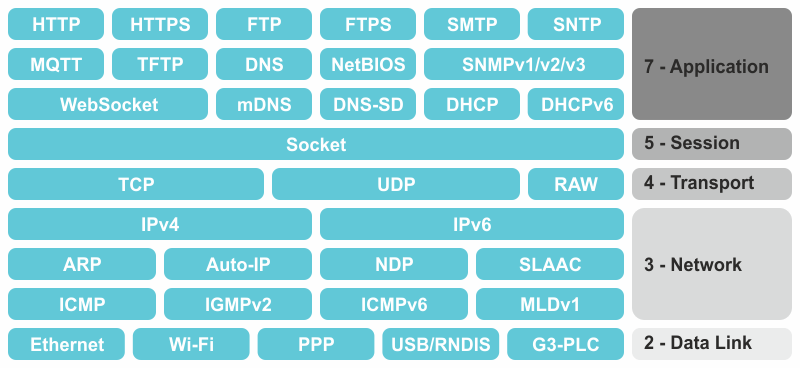 HTTP HTTPS FTP FTPS SMTP SNTP
MQTT TFTP DNS NetBIOS SNMPv1/v2/v3 7 - Application
WebSocket mDNS DNS-SD DHCP DHCPv6
Socket 5 - Session
TCP UDP RAW 4 - Transport
IPv4 IPv6
ARP Auto-IP NDP SLAAC 3 - Network
ICMP IGMPv2 ICMPv6 MLDv1
Ethernet Wi-Fi PPP USB/RNDIS G3-PLC 2 - Data Link